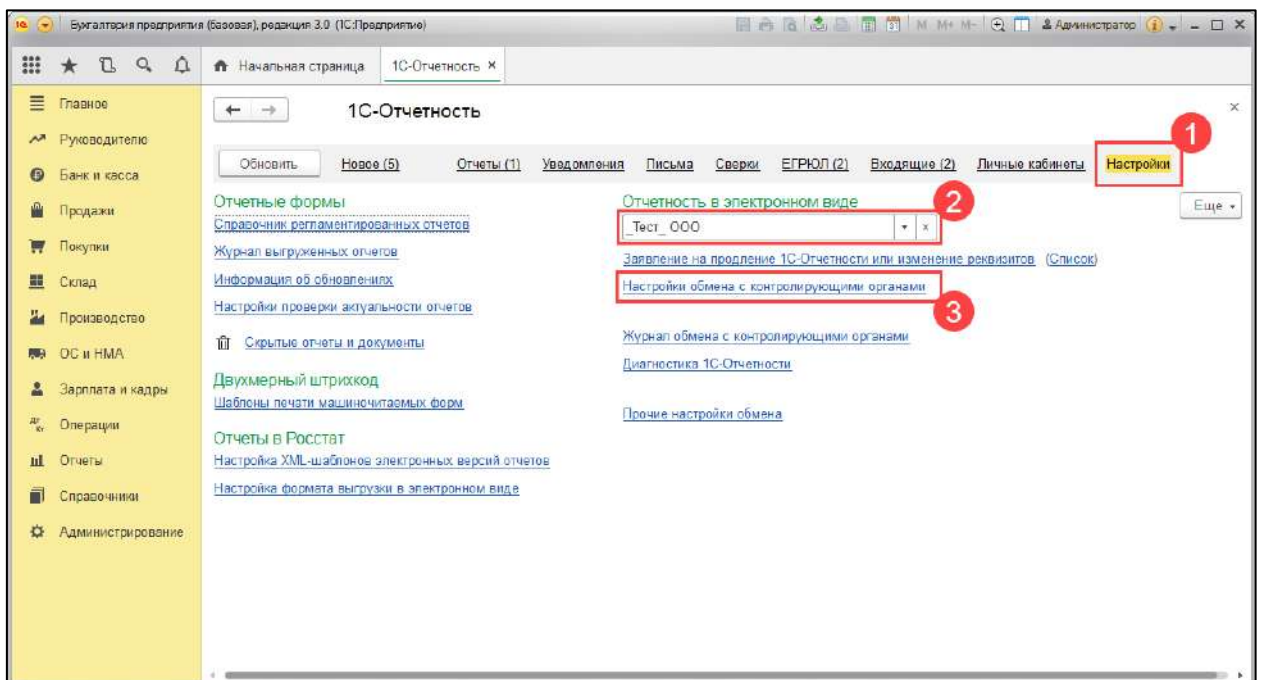 Бухгалтерия предприятия (базовая), редакция 3.0 (1С:Предприятие)
M M+ M-
Администратор
Начальная страница
1С-Отчетность ×
Главное
Руководителю
Банк и касса
Продажи
Покупки
Склад
Производство
ОС и НМА
Зарплата и кадры
Операции
Отчеты
Справочники
Администрирование
1С-Отчетность
1
Обновить
Новое (5)
Отчеты (1)
Уведомления
Письма
Сверки
ЕГРЮЛ (2)
Входящие (2)
Личные кабинеты
Настройки
Еще
Отчетные формы
Справочник регламентированных отчетов
Журнал выгруженных отчетов
Информация об обновлениях
Настройки проверки актуальности отчетов
Скрытые отчеты и документы
Двухмерный штрихкод
Шаблоны печати машиночитаемых форм
Отчеты в Росстат
Настройка XML-шаблонов электронных версий отчетов
Настройка формата выгрузки в электронном виде
Отчетность в электронном виде
2
_Тест_ ООО
Заявление на продление 1С-Отчетности или изменение реквизитов (Список)
Настройки обмена с контролирующими органами
3
Журнал обмена с контролирующими органами
Диагностика 1С-Отчетности
Прочие настройки обмена